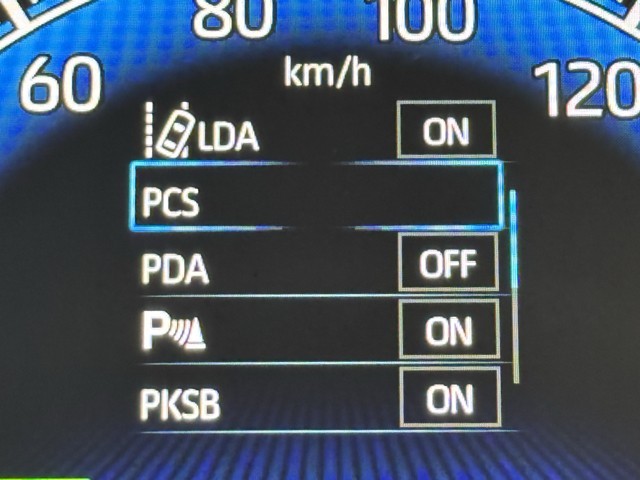 80 100
60 120
km/h
LDA ON
PCS
PDA OFF
P ON
PKSB ON